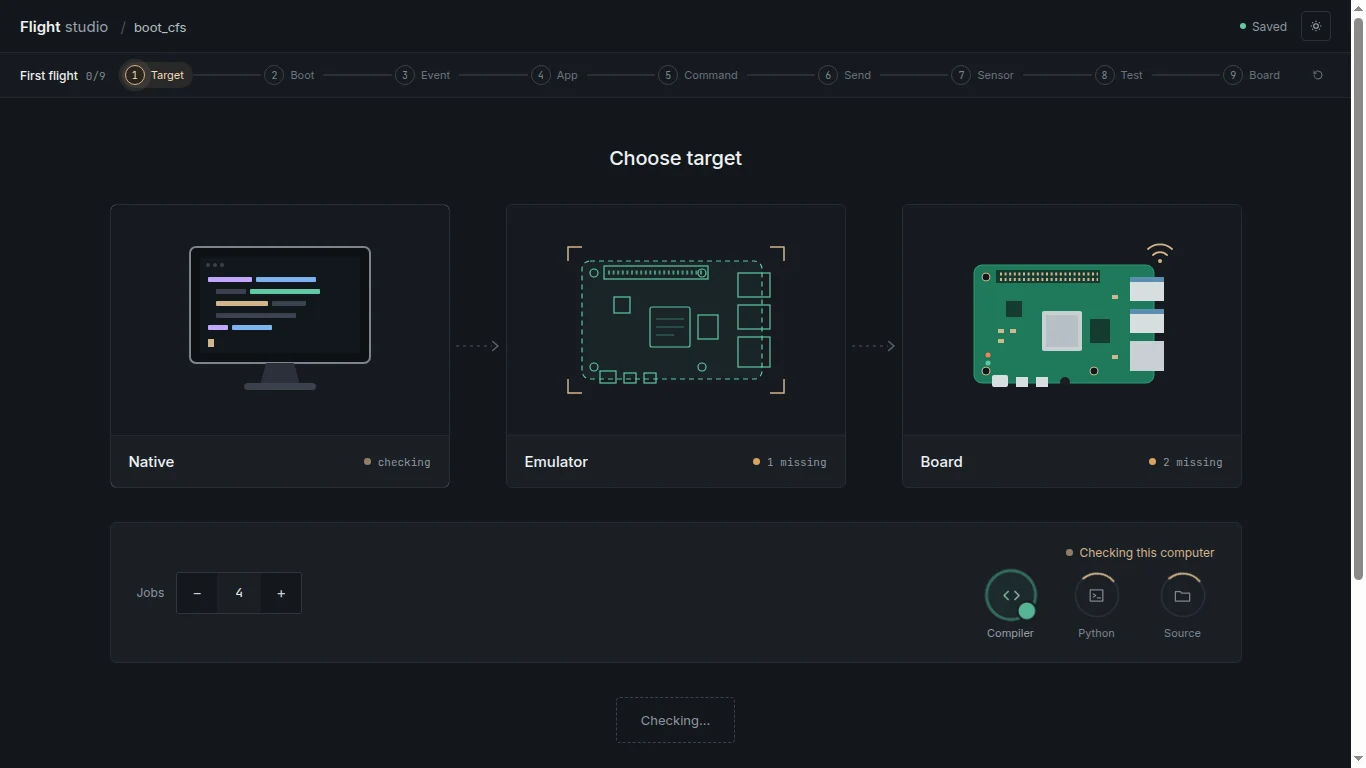 Flight studio / boot_cfs
Saved
First flight 0/9
1 Target
2 Boot
3 Event
4 App
5 Command
6 Send
7 Sensor
8 Test
9 Board
Choose target
Native
checking
Emulator
1 missing
Board
2 missing
Checking this computer
Jobs
− 4 +
Compiler
Python
Source
Checking...